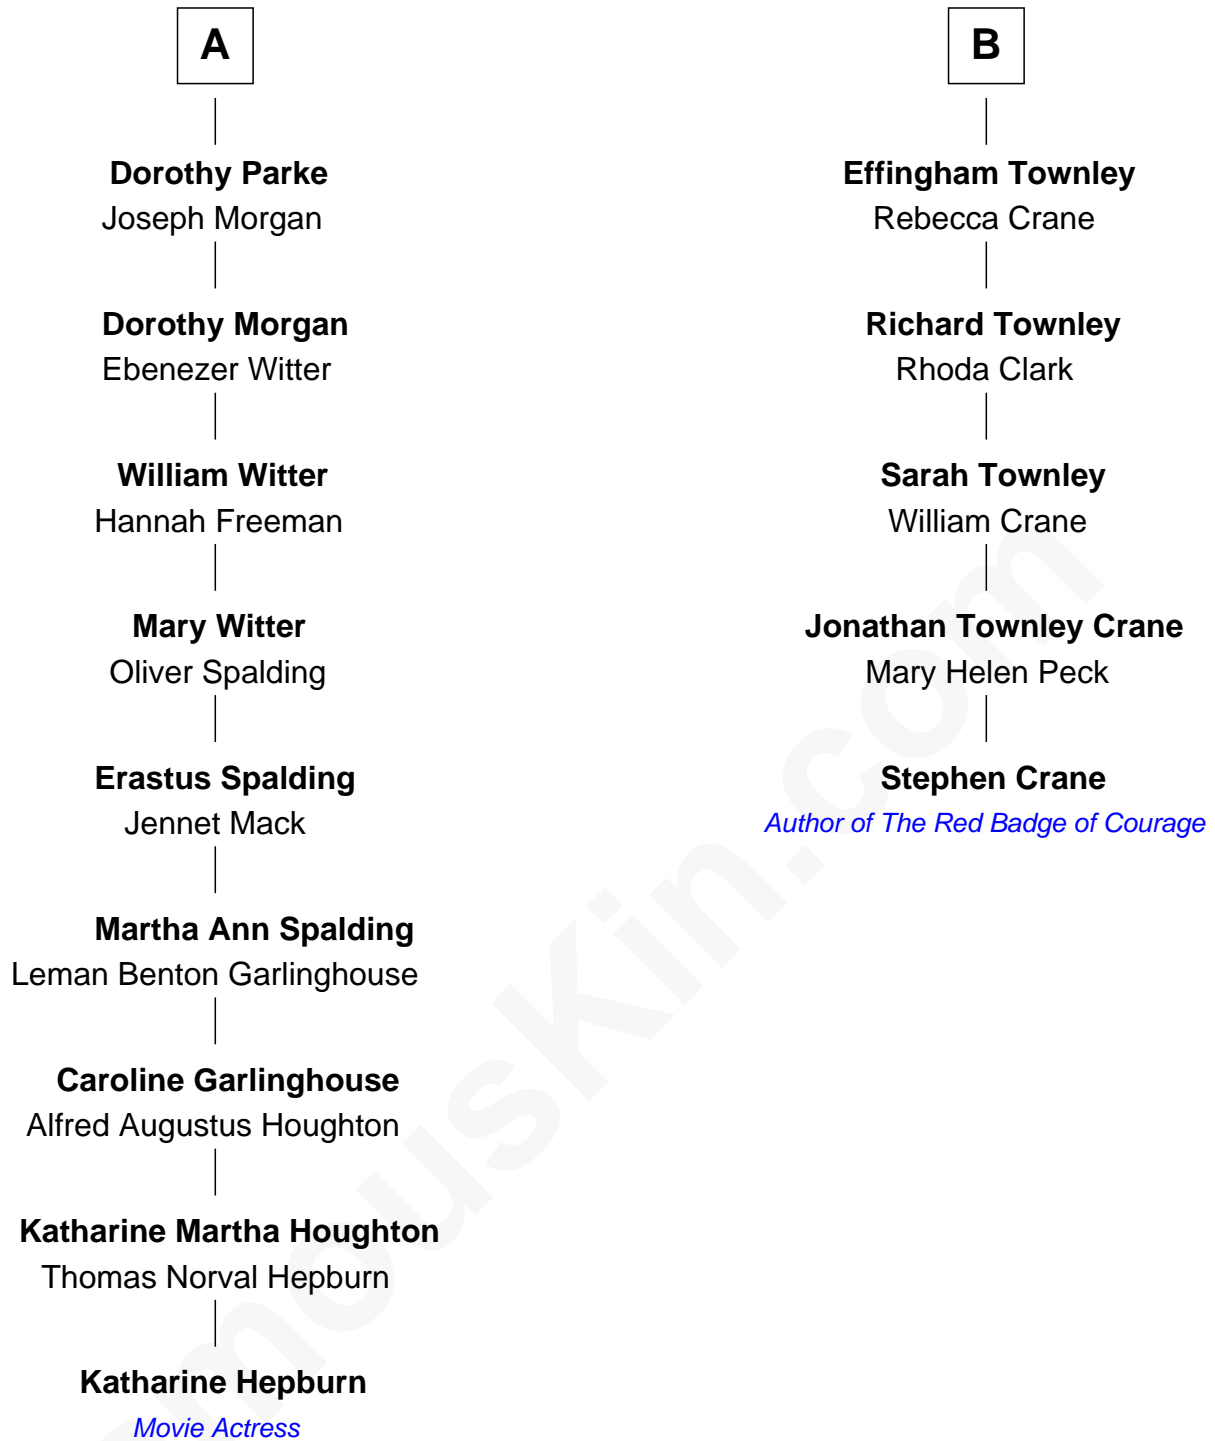 A
Dorothy Parke
Joseph Morgan
Dorothy Morgan
Ebenezer Witter
William Witter
Hannah Freeman
Mary Witter
Oliver Spalding
Erastus Spalding
Jennet Mack
Martha Ann Spalding
Leman Benton Garlinghouse
Caroline Garlinghouse
Alfred Augustus Houghton
Katharine Martha Houghton
Thomas Norval Hepburn
Katharine Hepburn
Movie Actress
B
Effingham Townley
Rebecca Crane
Richard Townley
Rhoda Clark
Sarah Townley
William Crane
Jonathan Townley Crane
Mary Helen Peck
Stephen Crane
Author of The Red Badge of Courage
mousKin.com